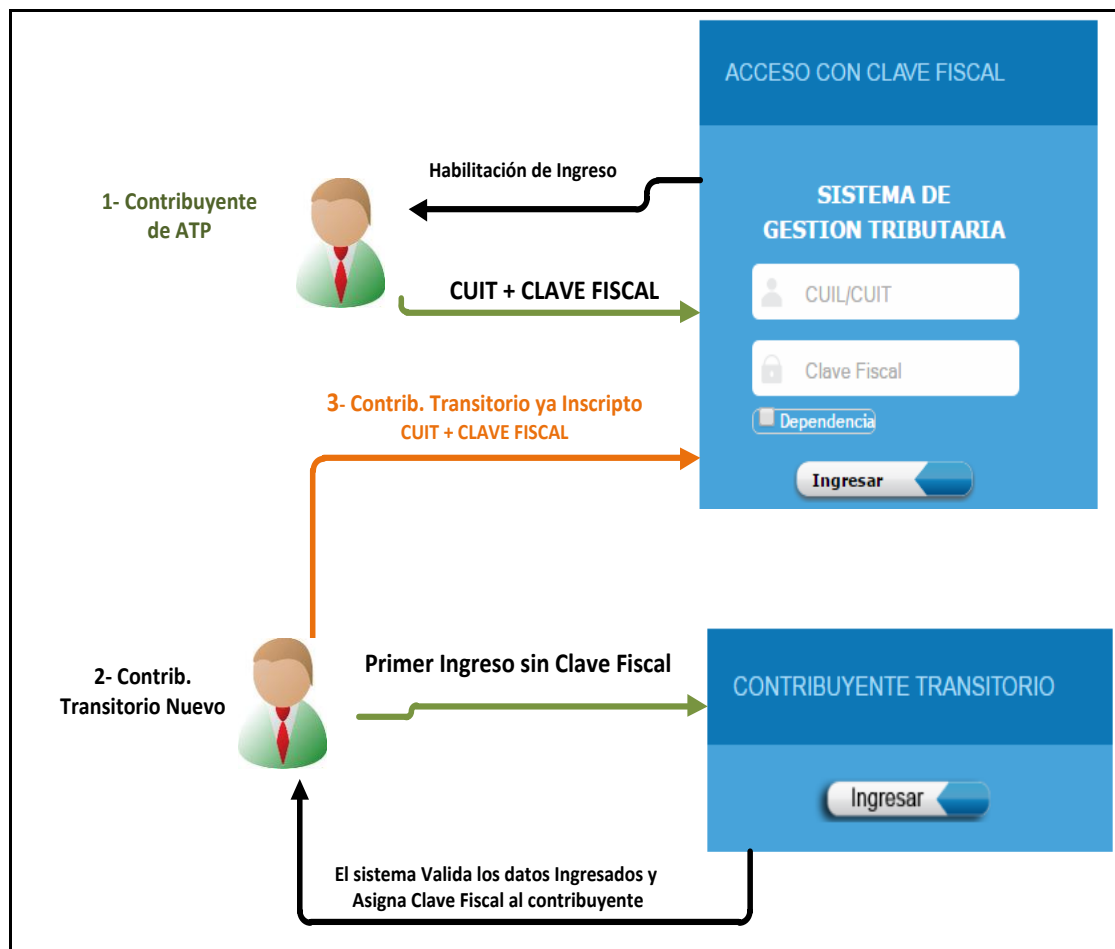 ACCESO CON CLAVE FISCAL
Habilitación de Ingreso
1- Contribuyente
de ATP
SISTEMA DE
GESTION TRIBUTARIA
CUIT + CLAVE FISCAL
CUIL/CUIT
Clave Fiscal
3- Contrib. Transitorio ya Inscripto
CUIT + CLAVE FISCAL
Dependencia
Ingresar
2- Contrib.
Transitorio Nuevo
Primer Ingreso sin Clave Fiscal
CONTRIBUYENTE TRANSITORIO
Ingresar
El sistema Valida los datos Ingresados y
Asigna Clave Fiscal al contribuyente